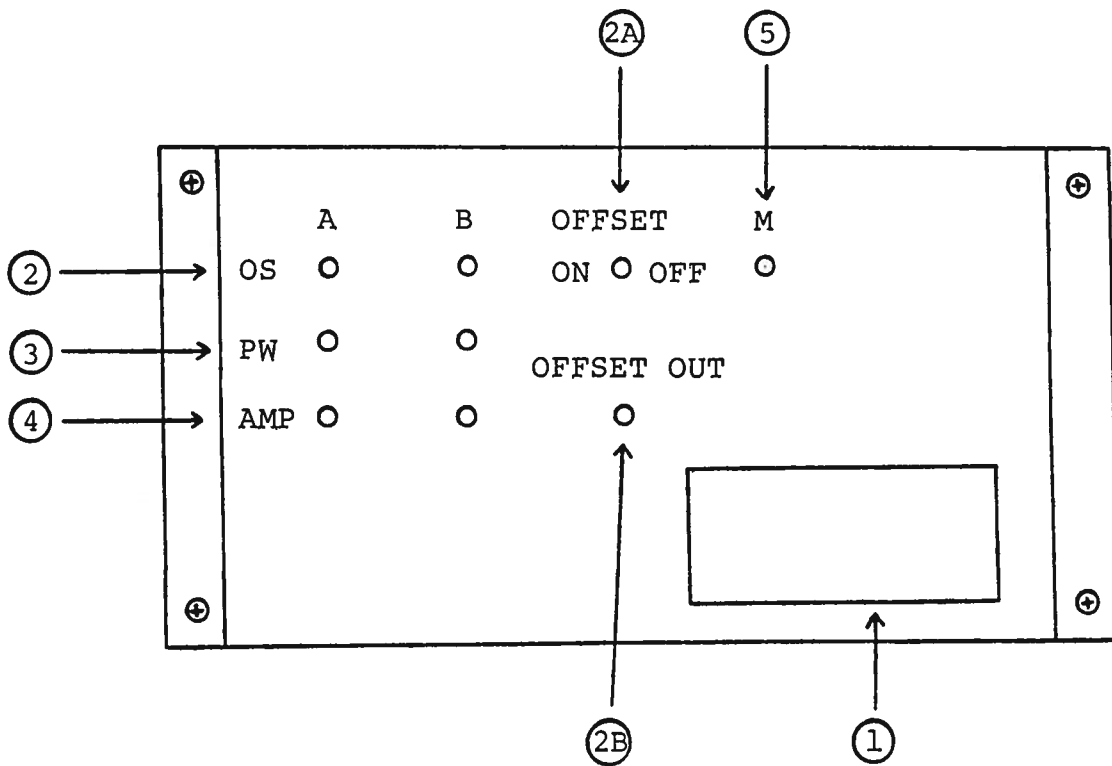 2A 5
A B OFFSET M
2 OS ON OFF
3 PW
OFFSET OUT
4 AMP
2B 1